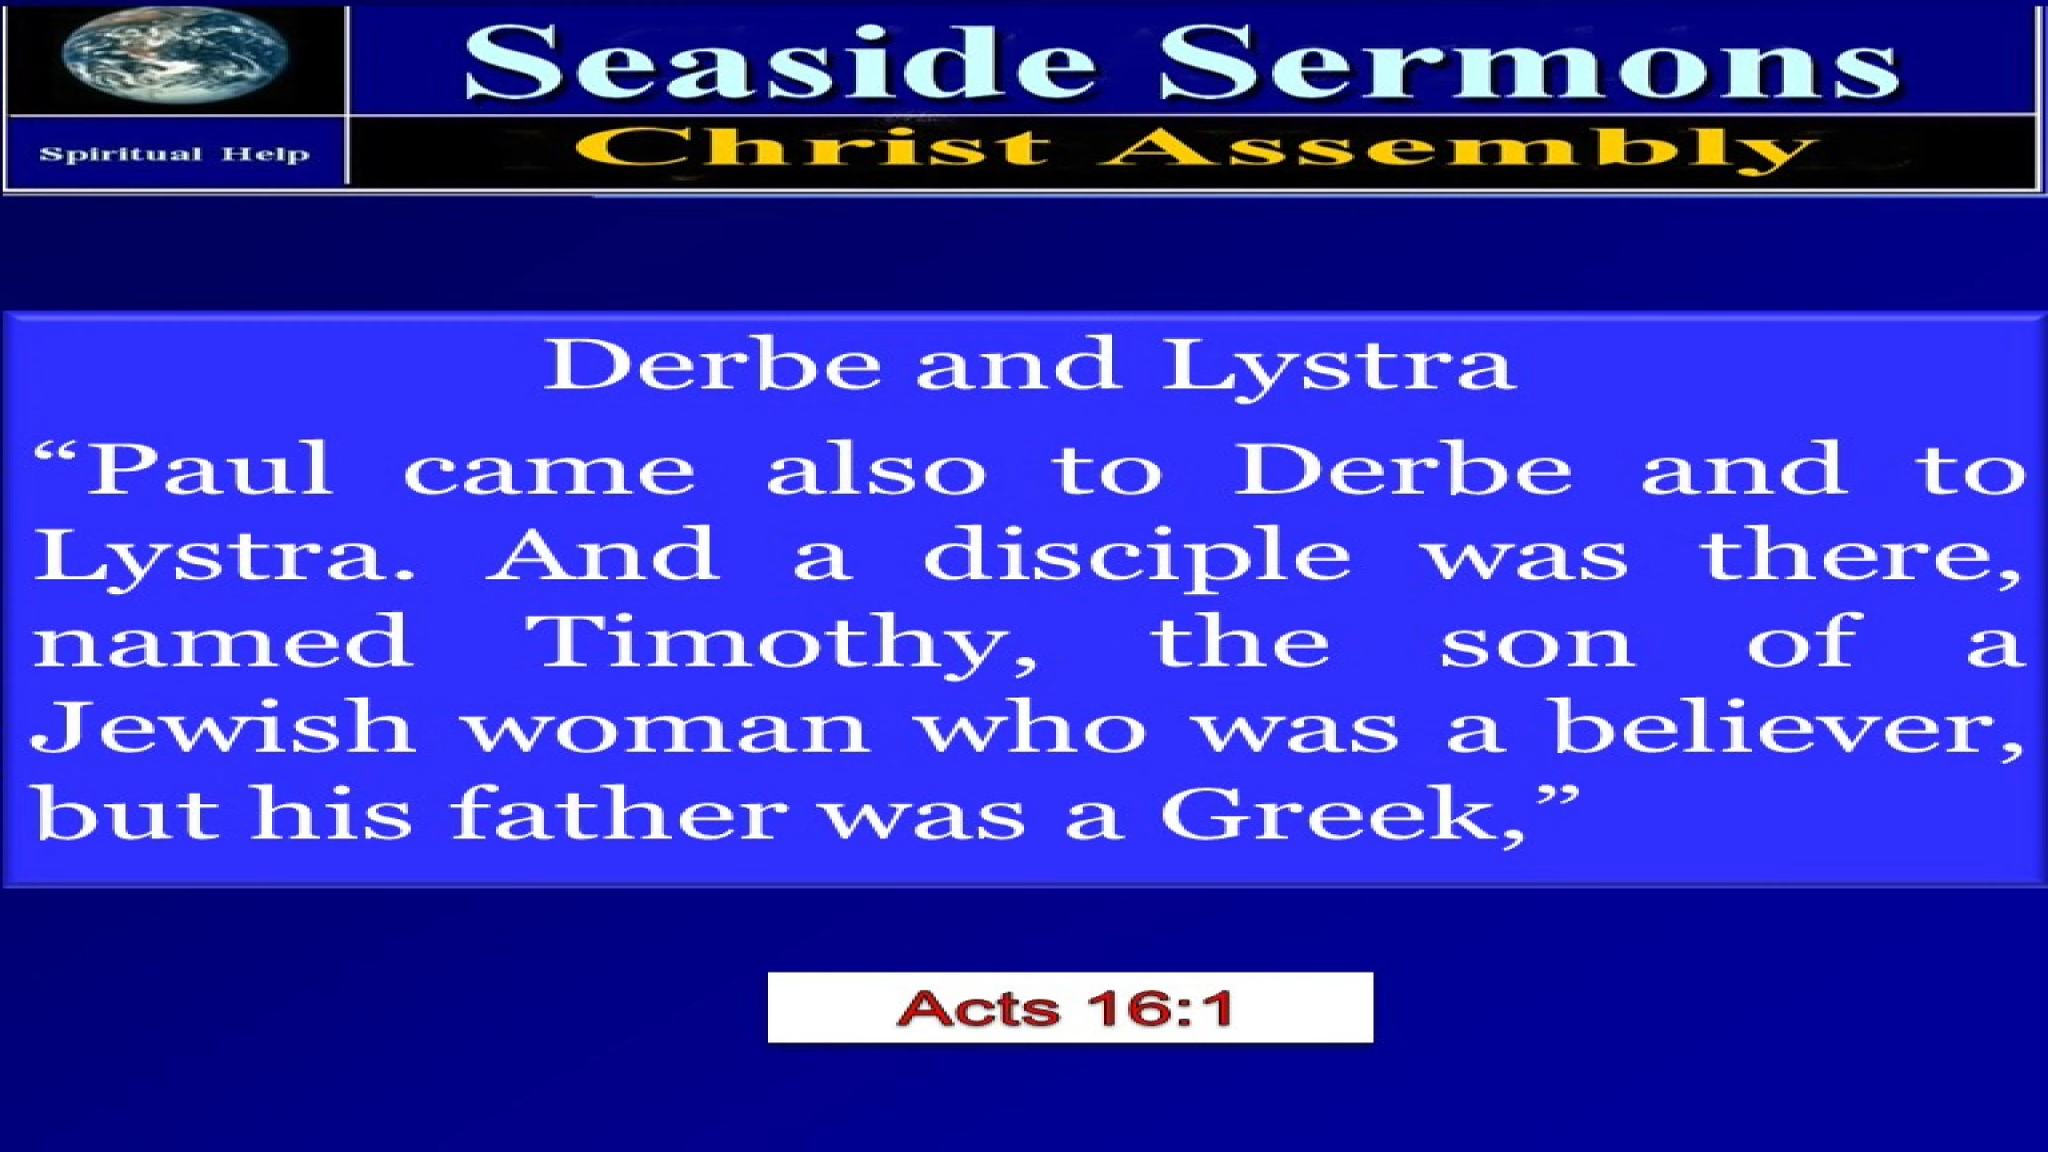 Seaside Sermons
Spiritual Help
Christ Assembly
Derbe and Lystra
“Paul came also to Derbe and to
Lystra. And a disciple was there,
named Timothy, the son of a
Jewish woman who was a believer,
but his father was a Greek,”
Acts 16:1